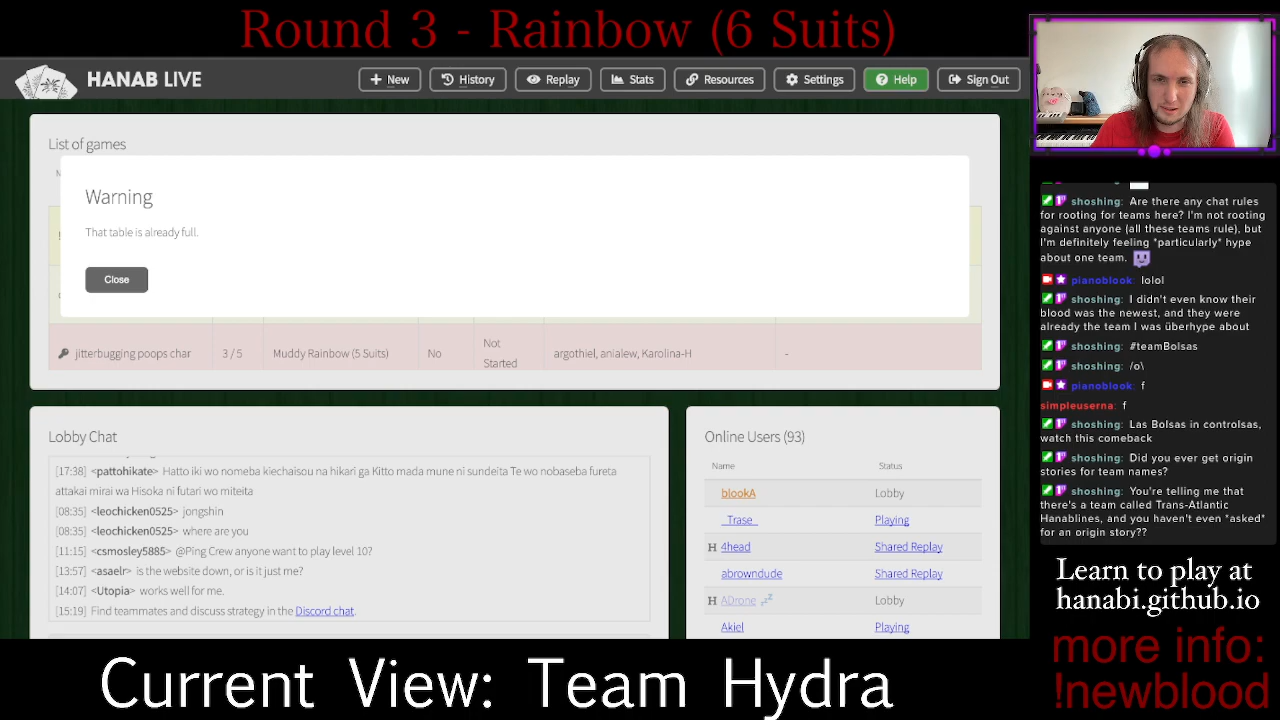 Round 3 - Rainbow (6 Suits)
HANAB LIVE
New
History
Replay
Stats
Resources
Settings
Help
Sign Out
List of games
Warning
That table is already full.
Close
jitterbugging poops char
3 / 5
Muddy Rainbow (5 Suits)
No
Not
Started
argothiel, anialew, Karolina-H
-
Lobby Chat
[17:38] <pattohikate> Hatto iki wo nomeba kiechaisou na hikari ga Kitto mada mune ni sundeita Te wo nobaseba fureta
attakai mirai wa Hisoka ni futari wo miteita
[08:35] <leochicken0525> jongshin
[08:35] <leochicken0525> where are you
[11:15] <csmosley5885> @Ping Crew anyone want to play level 10?
[13:57] <asaelr> is the website down, or is it just me?
[14:07] <Utopia> works well for me.
[15:19] Find teammates and discuss strategy in the Discord chat.
Online Users (93)
Name
Status
blookA
Lobby
_Trase_
Playing
H 4head
Shared Replay
abrowndude
Shared Replay
H ADrone
Lobby
Akiel
Playing
shoshing: Are there any chat rules
for rooting for teams here? I'm not rooting
against anyone (all these teams rule), but
I'm definitely feeling *particularly* hype
about one team.
pianoblook: lolol
shoshing: I didn't even know their
blood was the newest, and they were
already the team I was überhype about
shoshing: #teamBolsas
shoshing: /o\
pianoblook: f
simpleuserna: f
shoshing: Las Bolsas in controlsas,
watch this comeback
shoshing: Did you ever get origin
stories for team names?
shoshing: You're telling me that
there's a team called Trans-Atlantic
Hanablines, and you haven't even *asked*
for an origin story??
Learn to play at
hanabi.github.io
more info:
!newblood
Current View: Team Hydra